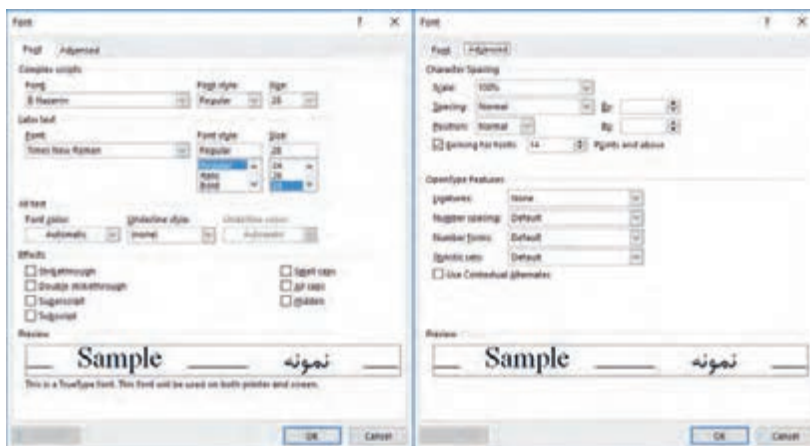 Font ? ×
Font Advanced
Complex scripts
Font: Font style: Size:
B Nazanin Regular 28
Latin text
Font: Font style: Size:
Times New Roman Regular 28
Regular 24
Italic 26
Bold 28
All text
Font color: Underline style: Underline color:
Automatic (none) Automatic
Effects
Strikethrough Small caps
Double strikethrough All caps
Superscript Hidden
Subscript
Preview
Sample نمونه
This is a TrueType font. This font will be used on both printer and screen.
OK Cancel
Font ? ×
Font Advanced
Character Spacing
Scale: 100%
Spacing: Normal By:
Position: Normal By:
Kerning for fonts: 14 Points and above
OpenType Features
Ligatures: None
Number spacing: Default
Number forms: Default
Stylistic sets: Default
Use Contextual Alternates
Preview
Sample نمونه
OK Cancel